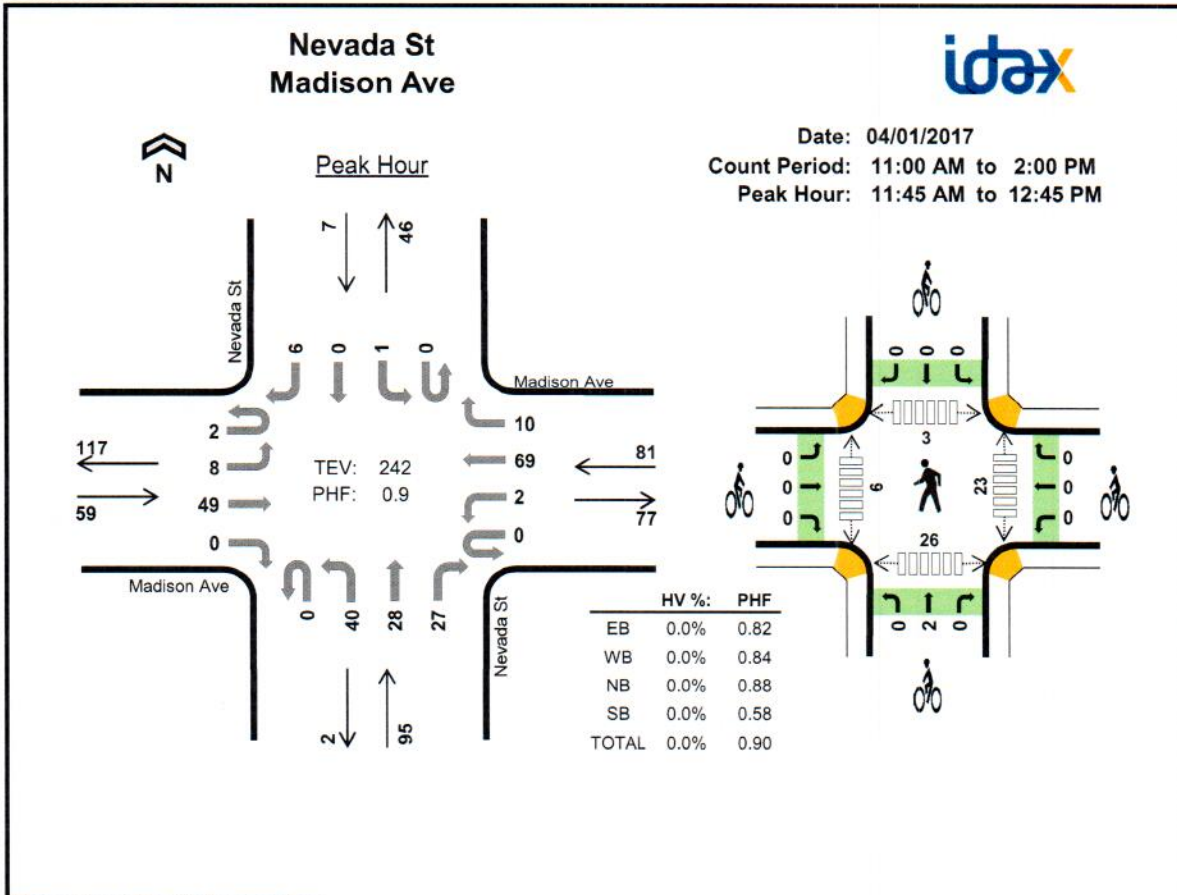 Nevada St
Madison Ave
idax
N
Peak Hour
Date: 04/01/2017
Count Period: 11:00 AM to 2:00 PM
Peak Hour: 11:45 AM to 12:45 PM
7
46
Nevada St
6 0 1 0
Madison Ave
2
8
49
0
117
59
TEV: 242
PHF: 0.9
10
69
2
0
81
77
Madison Ave
0 40 28 27
Nevada St
2
95
HV %: PHF
EB 0.0% 0.82
WB 0.0% 0.84
NB 0.0% 0.88
SB 0.0% 0.58
TOTAL 0.0% 0.90
0 0 0
3
0
0
0
6
23
0
0
0
26
0 2 0